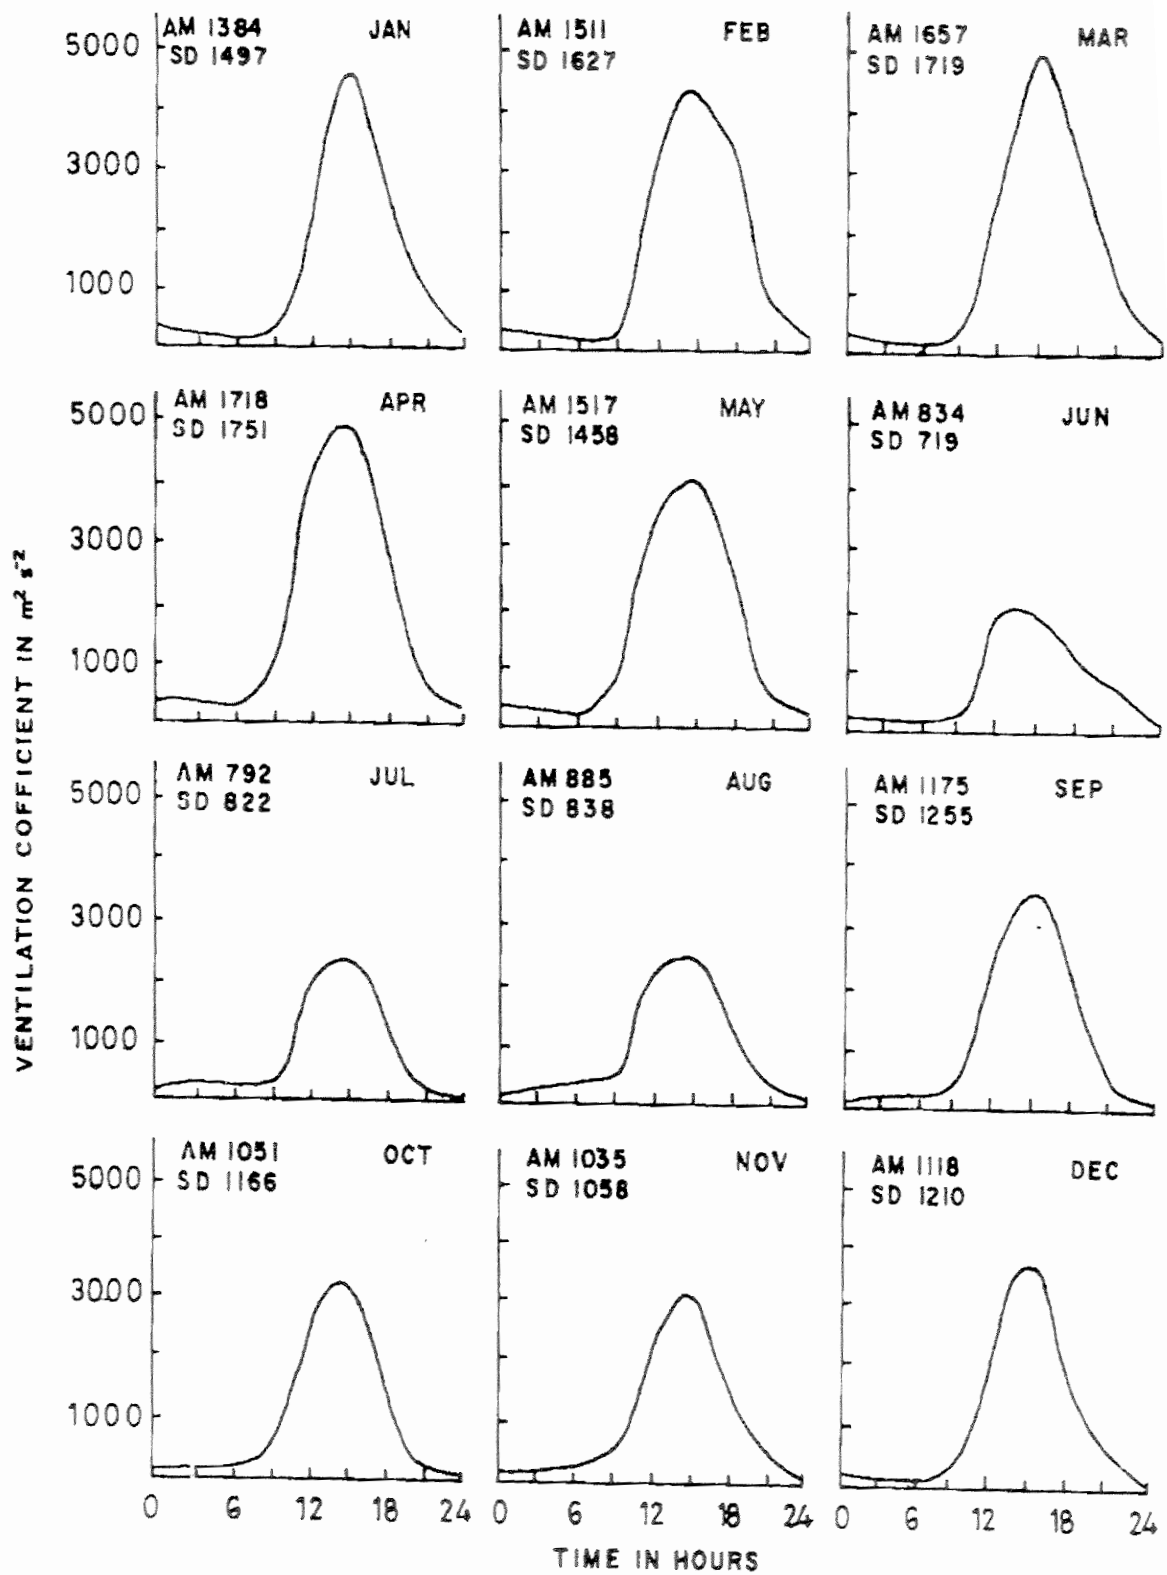 AM 1384 JAN
SD 1497
AM 1511 FEB
SD 1627
AM 1657 MAR
SD 1719
5000
3000
1000
AM 1718 APR
SD 1751
AM 1517 MAY
SD 1458
AM 834 JUN
SD 719
5000
3000
1000
AM 792 JUL
SD 822
AM 885 AUG
SD 838
AM 1175 SEP
SD 1255
5000
3000
1000
AM 1051 OCT
SD 1166
AM 1035 NOV
SD 1058
AM 1118 DEC
SD 1210
5000
3000
1000
0 6 12 18 24 0 6 12 18 24 0 6 12 18 24
TIME IN HOURS
VENTILATION COFFICIENT IN m² s⁻²